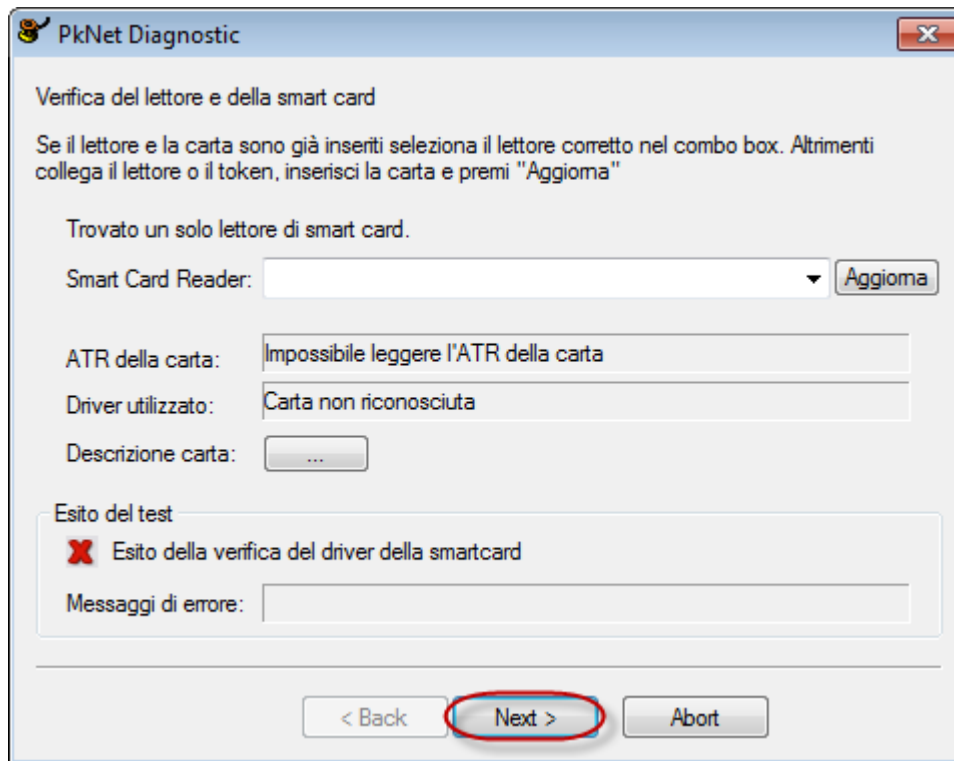 PkNet Diagnostic
Verifica del lettore e della smart card
Se il lettore e la carta sono già inseriti seleziona il lettore corretto nel combo box. Altrimenti
collega il lettore o il token, inserisci la carta e premi "Aggiorna"
Trovato un solo lettore di smart card.
Smart Card Reader: Aggiorna
ATR della carta: Impossibile leggere l'ATR della carta
Driver utilizzato: Carta non riconosciuta
Descrizione carta: ...
Esito del test
Esito della verifica del driver della smartcard
Messaggi di errore:
< Back Next > Abort